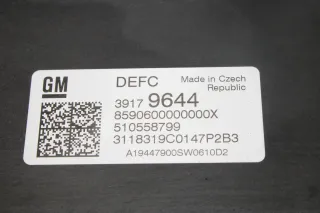 GM
DEFC
Made in Czech
Republic
3917 9644
8590600000000X
510558799
3118319C0147P2B3
A19447900SW0610D2